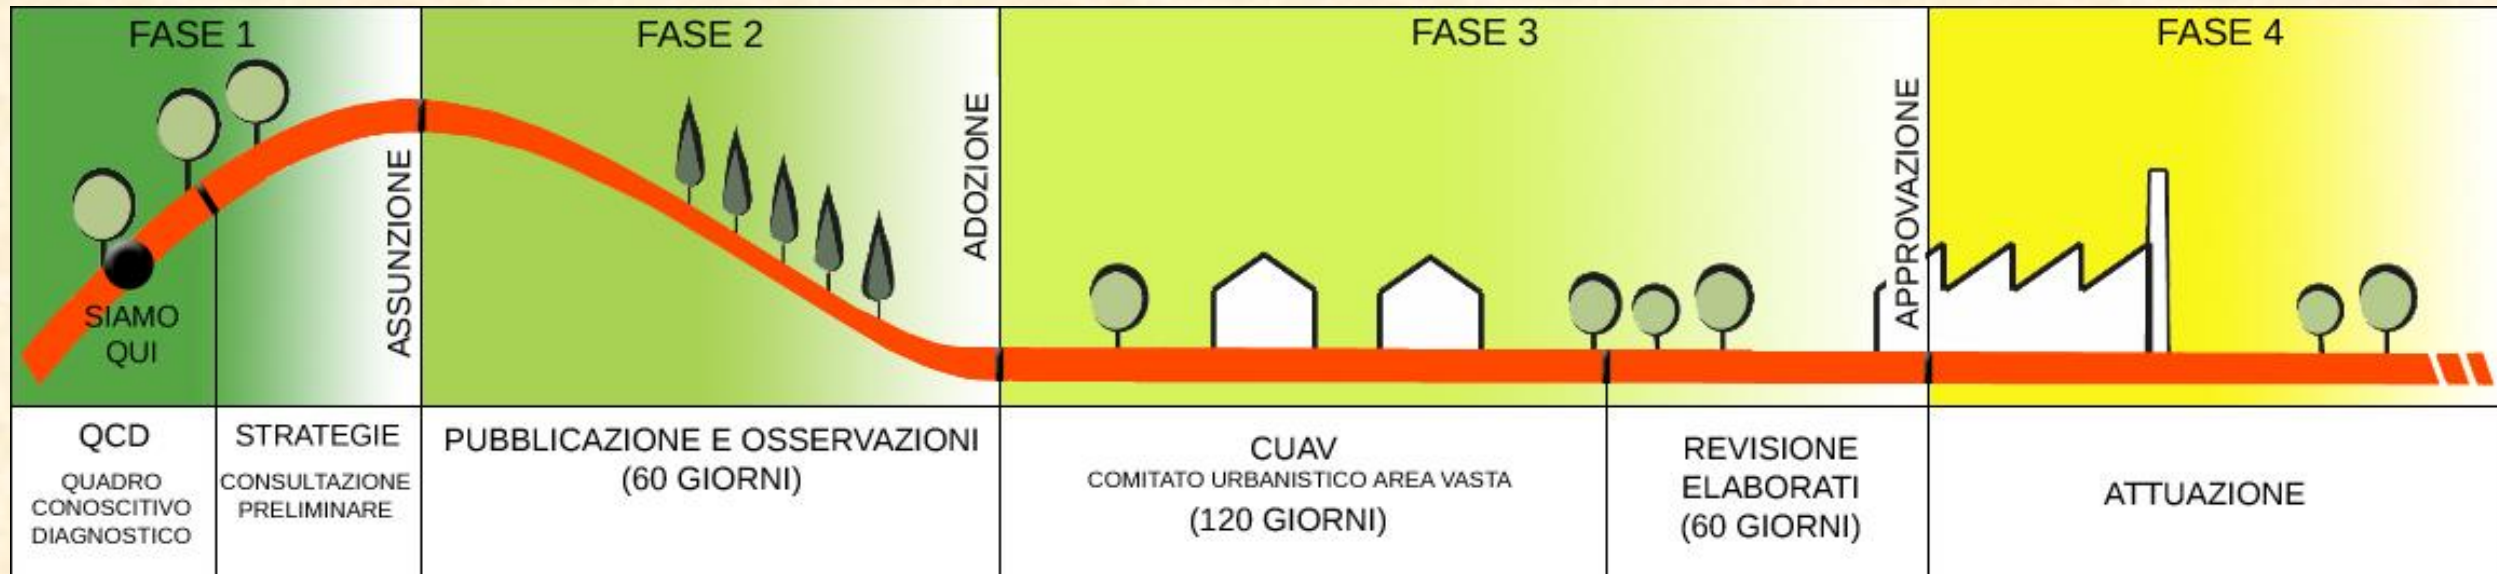 FASE 1
FASE 2
FASE 3
FASE 4
SIAMO
QUI
ASSUNZIONE
ADOZIONE
APPROVAZIONE
QCD
QUADRO
CONOSCITIVO
DIAGNOSTICO
STRATEGIE
CONSULTAZIONE
PRELIMINARE
PUBBLICAZIONE E OSSERVAZIONI
(60 GIORNI)
CUAV
COMITATO URBANISTICO AREA VASTA
(120 GIORNI)
REVISIONE
ELABORATI
(60 GIORNI)
ATTUAZIONE